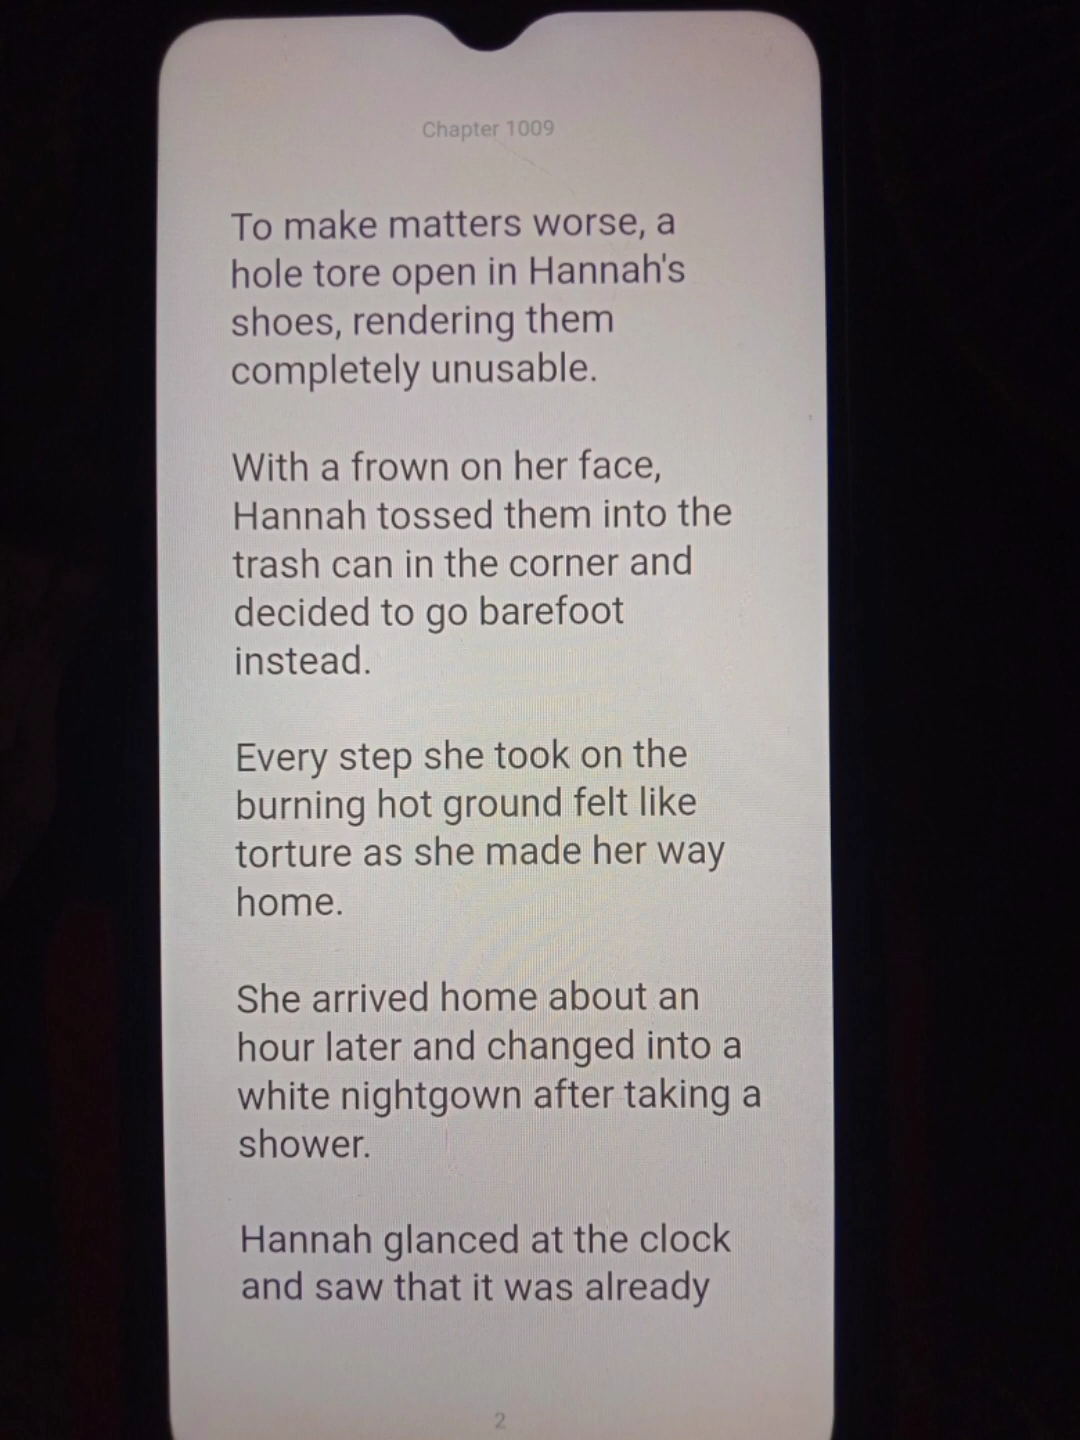 Chapter 1009
To make matters worse, a
hole tore open in Hannah's
shoes, rendering them
completely unusable.
With a frown on her face,
Hannah tossed them into the
trash can in the corner and
decided to go barefoot
instead.
Every step she took on the
burning hot ground felt like
torture as she made her way
home.
She arrived home about an
hour later and changed into a
white nightgown after taking a
shower.
Hannah glanced at the clock
and saw that it was already
2